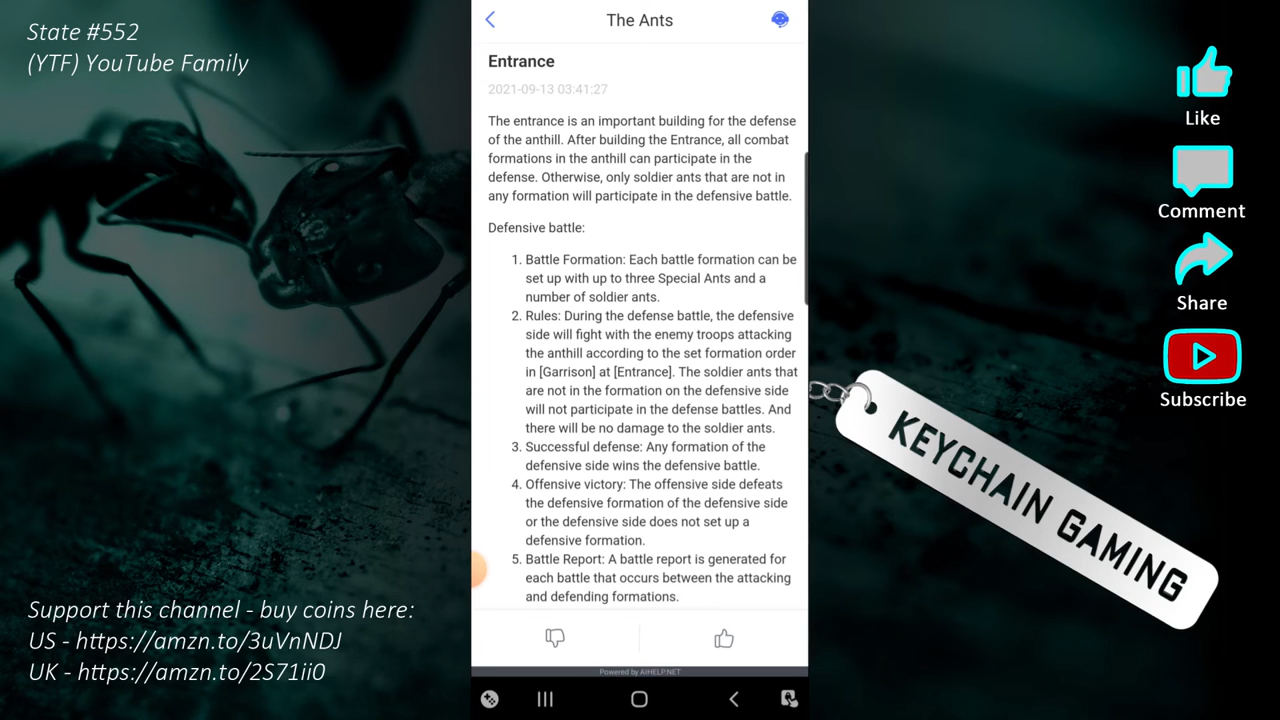 State #552
(YTF) YouTube Family
The Ants
Entrance
2021-09-13 03:41:27
The entrance is an important building for the defense
of the anthill. After building the Entrance, all combat
formations in the anthill can participate in the
defense. Otherwise, only soldier ants that are not in
any formation will participate in the defensive battle.
Defensive battle:
1. Battle Formation: Each battle formation can be
set up with up to three Special Ants and a
number of soldier ants.
2. Rules: During the defense battle, the defensive
side will fight with the enemy troops attacking
the anthill according to the set formation order
in [Garrison] at [Entrance]. The soldier ants that
are not in the formation on the defensive side
will not participate in the defense battles. And
there will be no damage to the soldier ants.
3. Successful defense: Any formation of the
defensive side wins the defensive battle.
4. Offensive victory: The offensive side defeats
the defensive formation of the defensive side
or the defensive side does not set up a
defensive formation.
5. Battle Report: A battle report is generated for
each battle that occurs between the attacking
and defending formations.
Powered by AIHELP.NET
Like
Comment
Share
Subscribe
KEYCHAIN GAMING
Support this channel - buy coins here:
US - https://amzn.to/3uVnNDJ
UK - https://amzn.to/2S71ii0